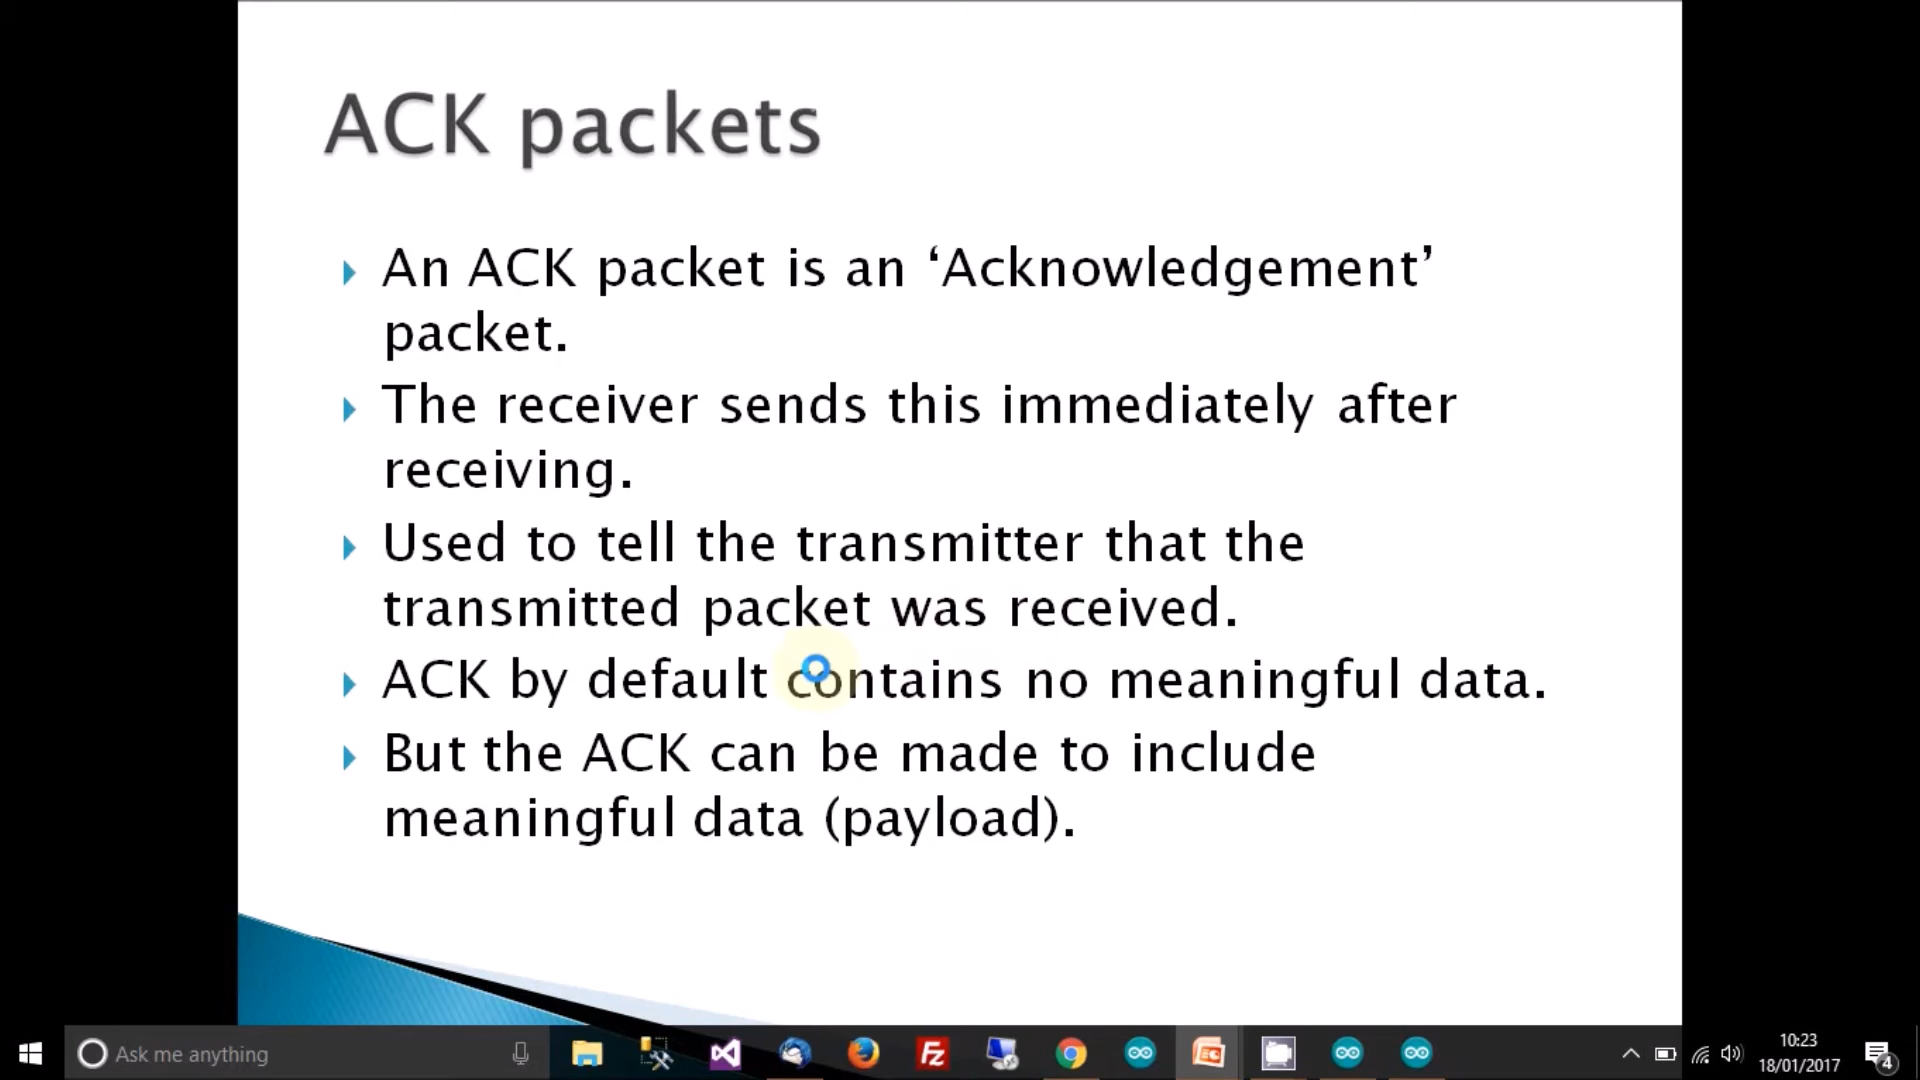 ACK packets
An ACK packet is an ‘Acknowledgement’
packet.
The receiver sends this immediately after
receiving.
Used to tell the transmitter that the
transmitted packet was received.
ACK by default contains no meaningful data.
But the ACK can be made to include
meaningful data (payload).
Ask me anything
10:23
18/01/2017
4